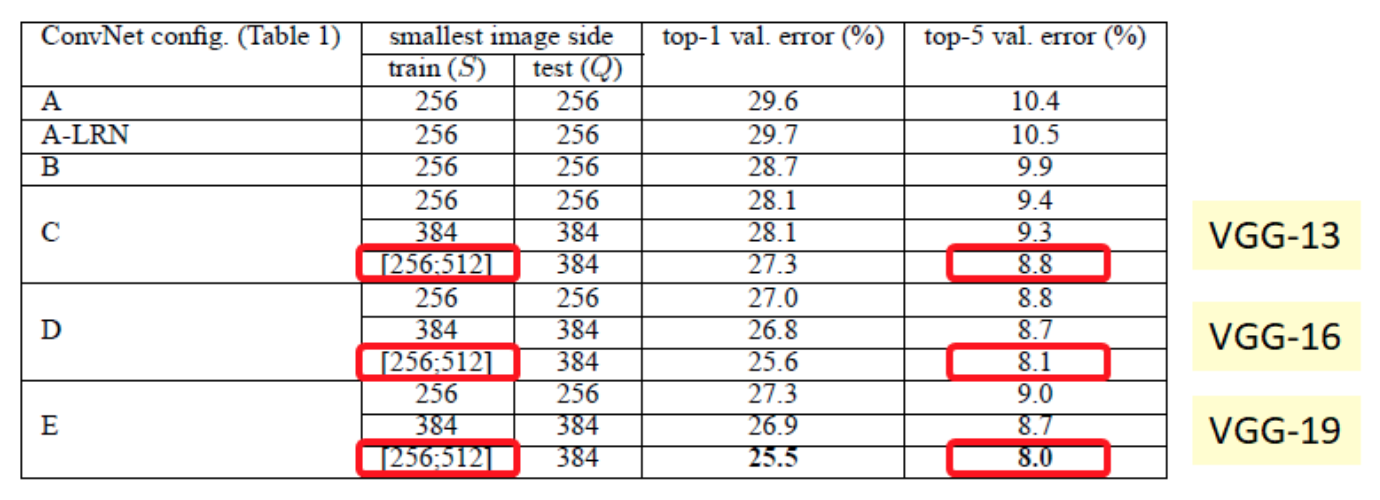 ConvNet config. (Table 1) smallest image side top-1 val. error (%) top-5 val. error (%)
train (S) test (Q)
A 256 256 29.6 10.4
A-LRN 256 256 29.7 10.5
B 256 256 28.7 9.9
256 256 28.1 9.4
C 384 384 28.1 9.3 VGG-13
[256;512] 384 27.3 8.8
256 256 27.0 8.8
D 384 384 26.8 8.7 VGG-16
[256;512] 384 25.6 8.1
256 256 27.3 9.0
E 384 384 26.9 8.7 VGG-19
[256;512] 384 25.5 8.0